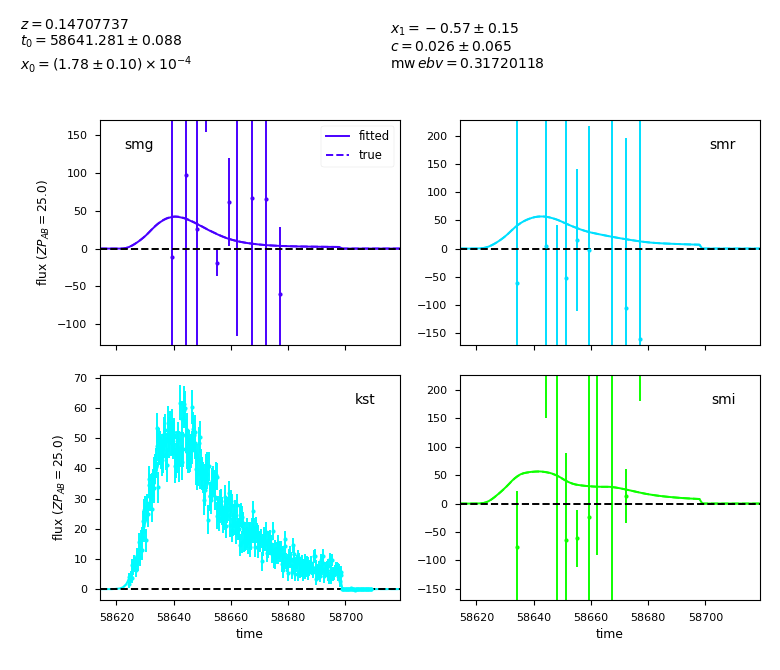 z = 0.14707737
t₀ = 58641.281 ± 0.088
x₀ = (1.78 ± 0.10) × 10⁻⁴
x₁ = −0.57 ± 0.15
c = 0.026 ± 0.065
mw ebv = 0.31720118
smg
fitted
true
150
100
50
0
−50
−100
flux (ZP_AB = 25.0)
smr
200
150
100
50
0
−50
−100
−150
kst
70
60
50
40
30
20
10
0
flux (ZP_AB = 25.0)
58620 58640 58660 58680 58700
time
smi
200
150
100
50
0
−50
−100
−150
58620 58640 58660 58680 58700
time